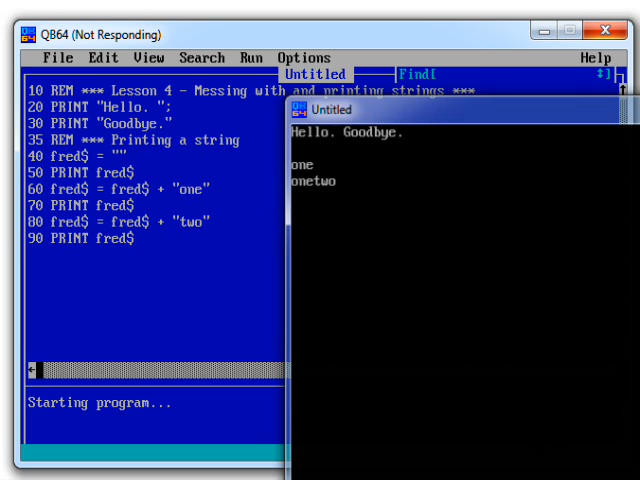 QB64 (Not Responding)
File Edit View Search Run Options Help
Untitled Find[
10 REM *** Lesson 4 - Messing with and printing strings ***
20 PRINT "Hello. ";
30 PRINT "Goodbye."
35 REM *** Printing a string
40 fred$ = ""
50 PRINT fred$
60 fred$ = fred$ + "one"
70 PRINT fred$
80 fred$ = fred$ + "two"
90 PRINT fred$
Starting program...
QB64 Untitled
Hello. Goodbye.
one
onetwo